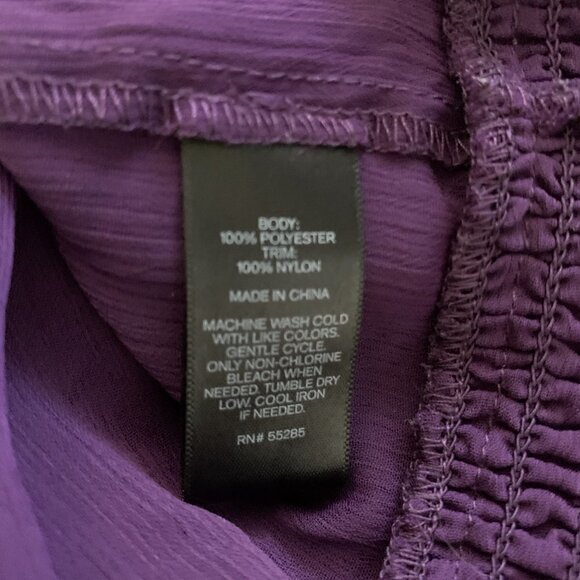 BODY:
100% POLYESTER
TRIM:
100% NYLON
MADE IN CHINA
MACHINE WASH COLD
WITH LIKE COLORS.
GENTLE CYCLE.
ONLY NON-CHLORINE
BLEACH WHEN
NEEDED. TUMBLE DRY
LOW. COOL IRON
IF NEEDED.
RN# 55285